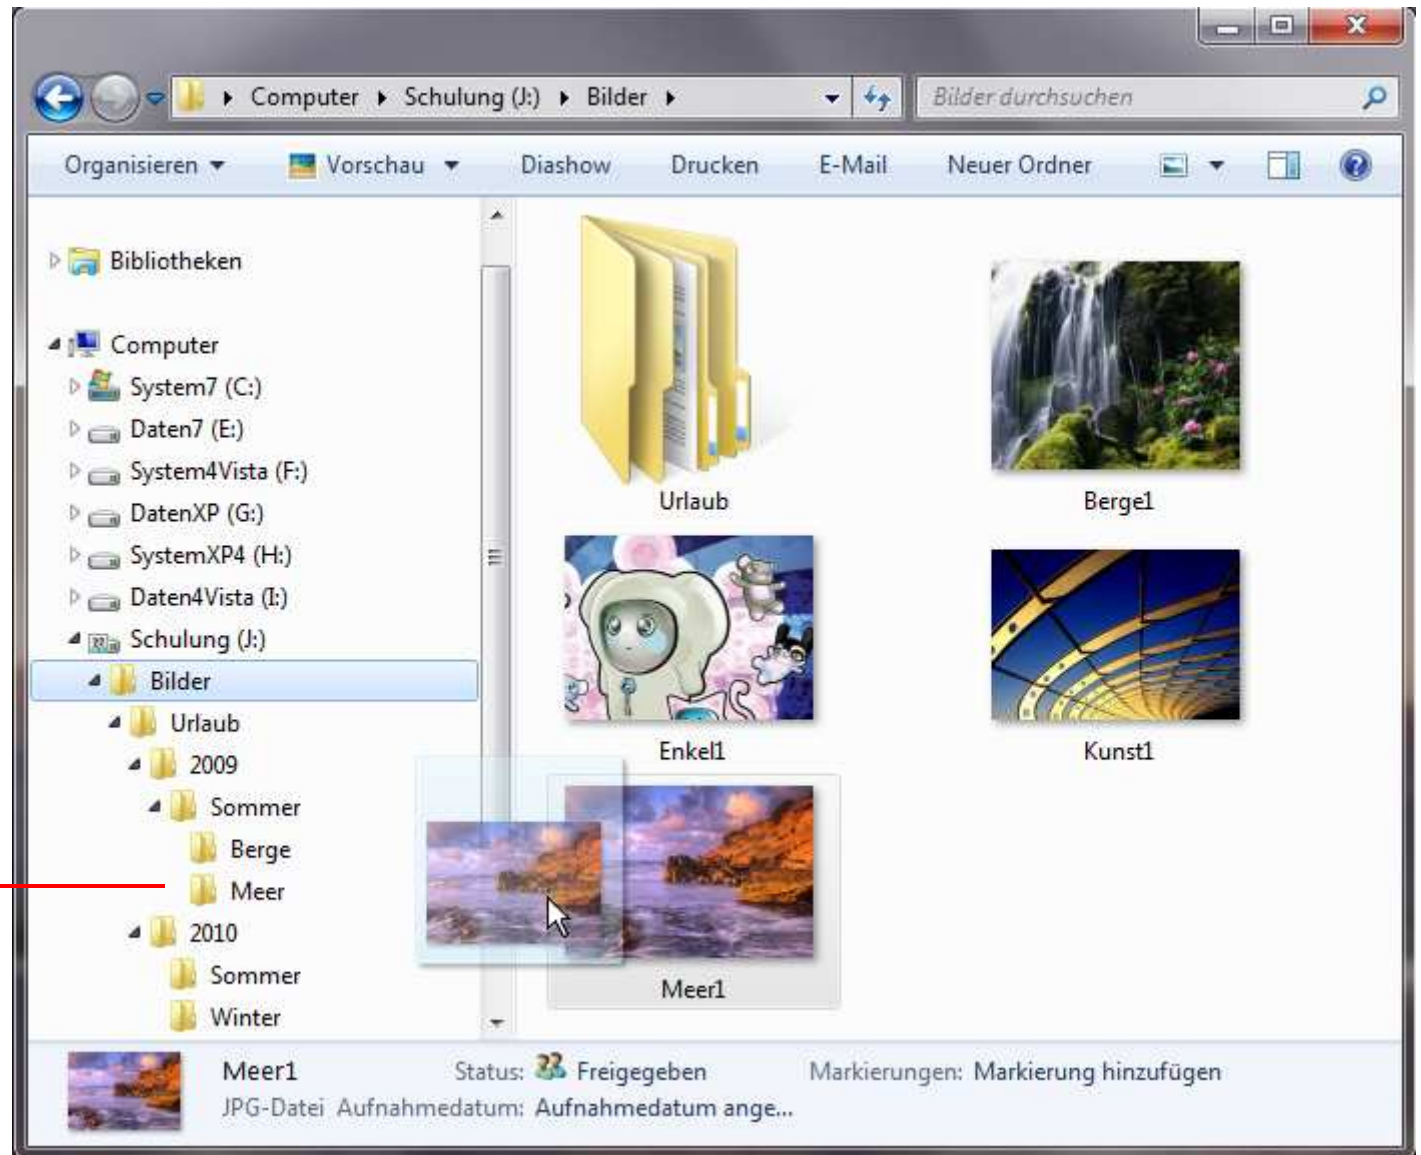 Computer ▸ Schulung (J:) ▸ Bilder ▸
Bilder durchsuchen
Organisieren Vorschau Diashow Drucken E-Mail Neuer Ordner
Bibliotheken
Computer
System7 (C:)
Daten7 (E:)
System4Vista (F:)
DatenXP (G:)
SystemXP4 (H:)
Daten4Vista (I:)
Schulung (J:)
Bilder
Urlaub
2009
Sommer
Berge
Meer
2010
Sommer
Winter
Urlaub
Berge1
Enkel1
Kunst1
Meer1
Meer1 Status: Freigegeben Markierungen: Markierung hinzufügen
JPG-Datei Aufnahmedatum: Aufnahmedatum ange...